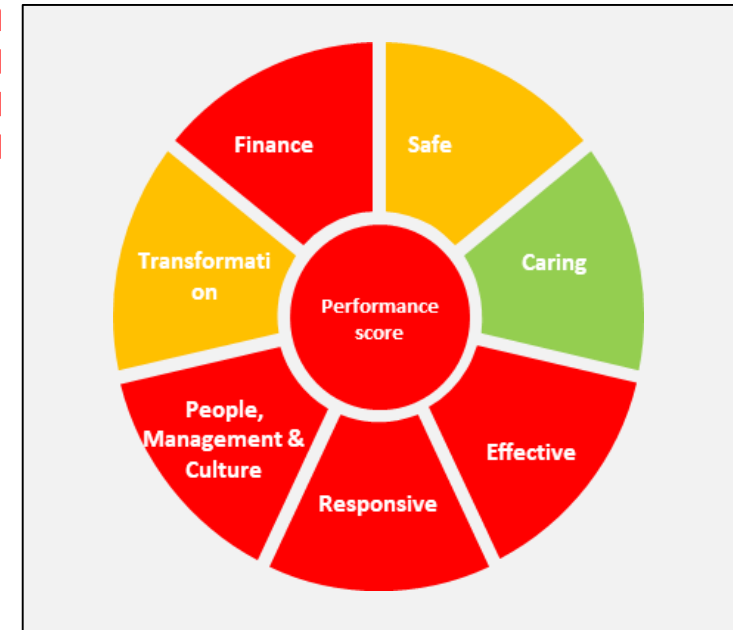 Finance
Safe
Transformati
on
Caring
Performance
score
People,
Management &
Culture
Effective
Responsive